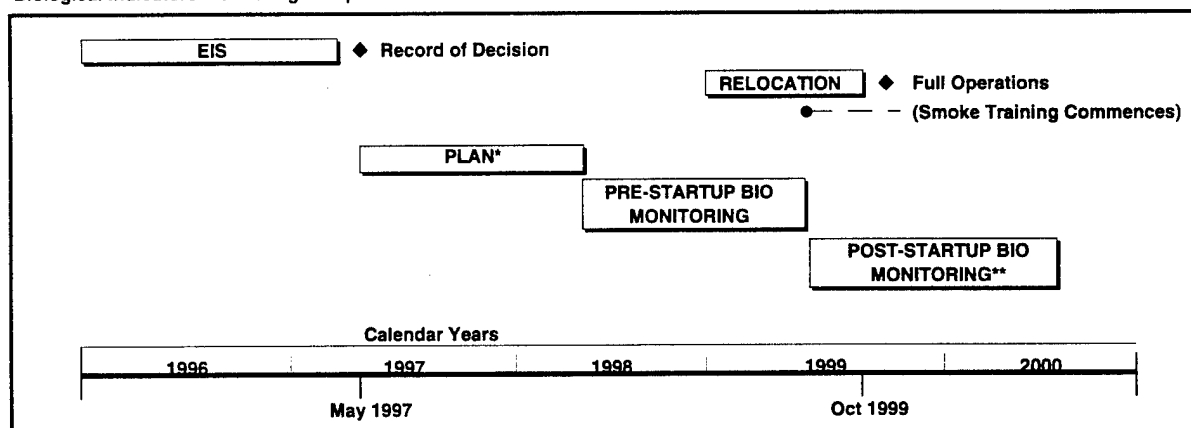 EIS ◆ Record of Decision
RELOCATION ◆ Full Operations
(Smoke Training Commences)
PLAN*
PRE-STARTUP BIO
MONITORING
POST-STARTUP BIO
MONITORING**
Calendar Years
1996 1997 1998 1999 2000
May 1997 Oct 1999